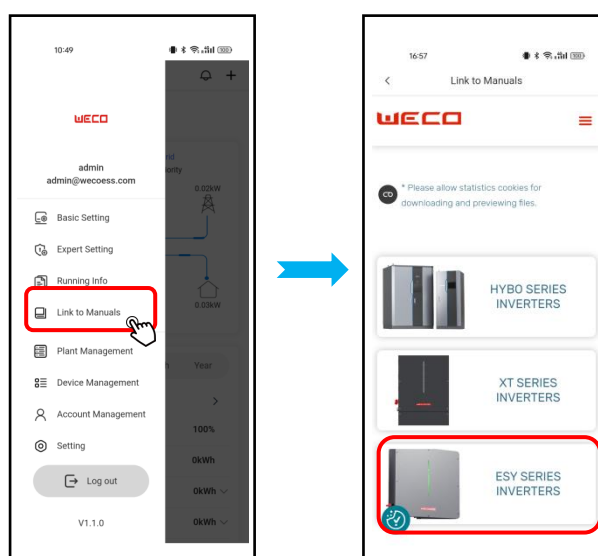 10:49
WECO
admin
admin@wecoess.com
Basic Setting
Expert Setting
Running Info
Link to Manuals
Plant Management
Device Management
Account Management
Setting
Log out
V1.1.0
0.02kW
0.03kW
Year
100%
0kWh
0kWh
0kWh
16:57
Link to Manuals
WECO
* Please allow statistics cookies for
downloading and previewing files.
HYBO SERIES
INVERTERS
XT SERIES
INVERTERS
ESY SERIES
INVERTERS